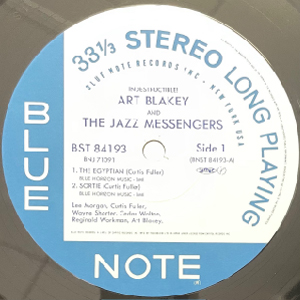 33 1/3 STEREO LONG PLAYING
BLUE NOTE RECORDS INC • NEW YORK USA
"INDESTRUCTIBLE!"
ART BLAKEY
AND
THE JAZZ MESSENGERS
BST 84193
Side 1
(BNST 84193-A)
1. THE EGYPTIAN (Curtis Fuller)
BLUE HORIZON MUSIC - BMI
2. SORTIE (Curtis Fuller)
BLUE HORIZON MUSIC - BMI
Lee Morgan, Curtis Fuller,
Wayne Shorter, Cedar Walton,
Reginald Workman, Art Blakey.
BLUE
NOTE